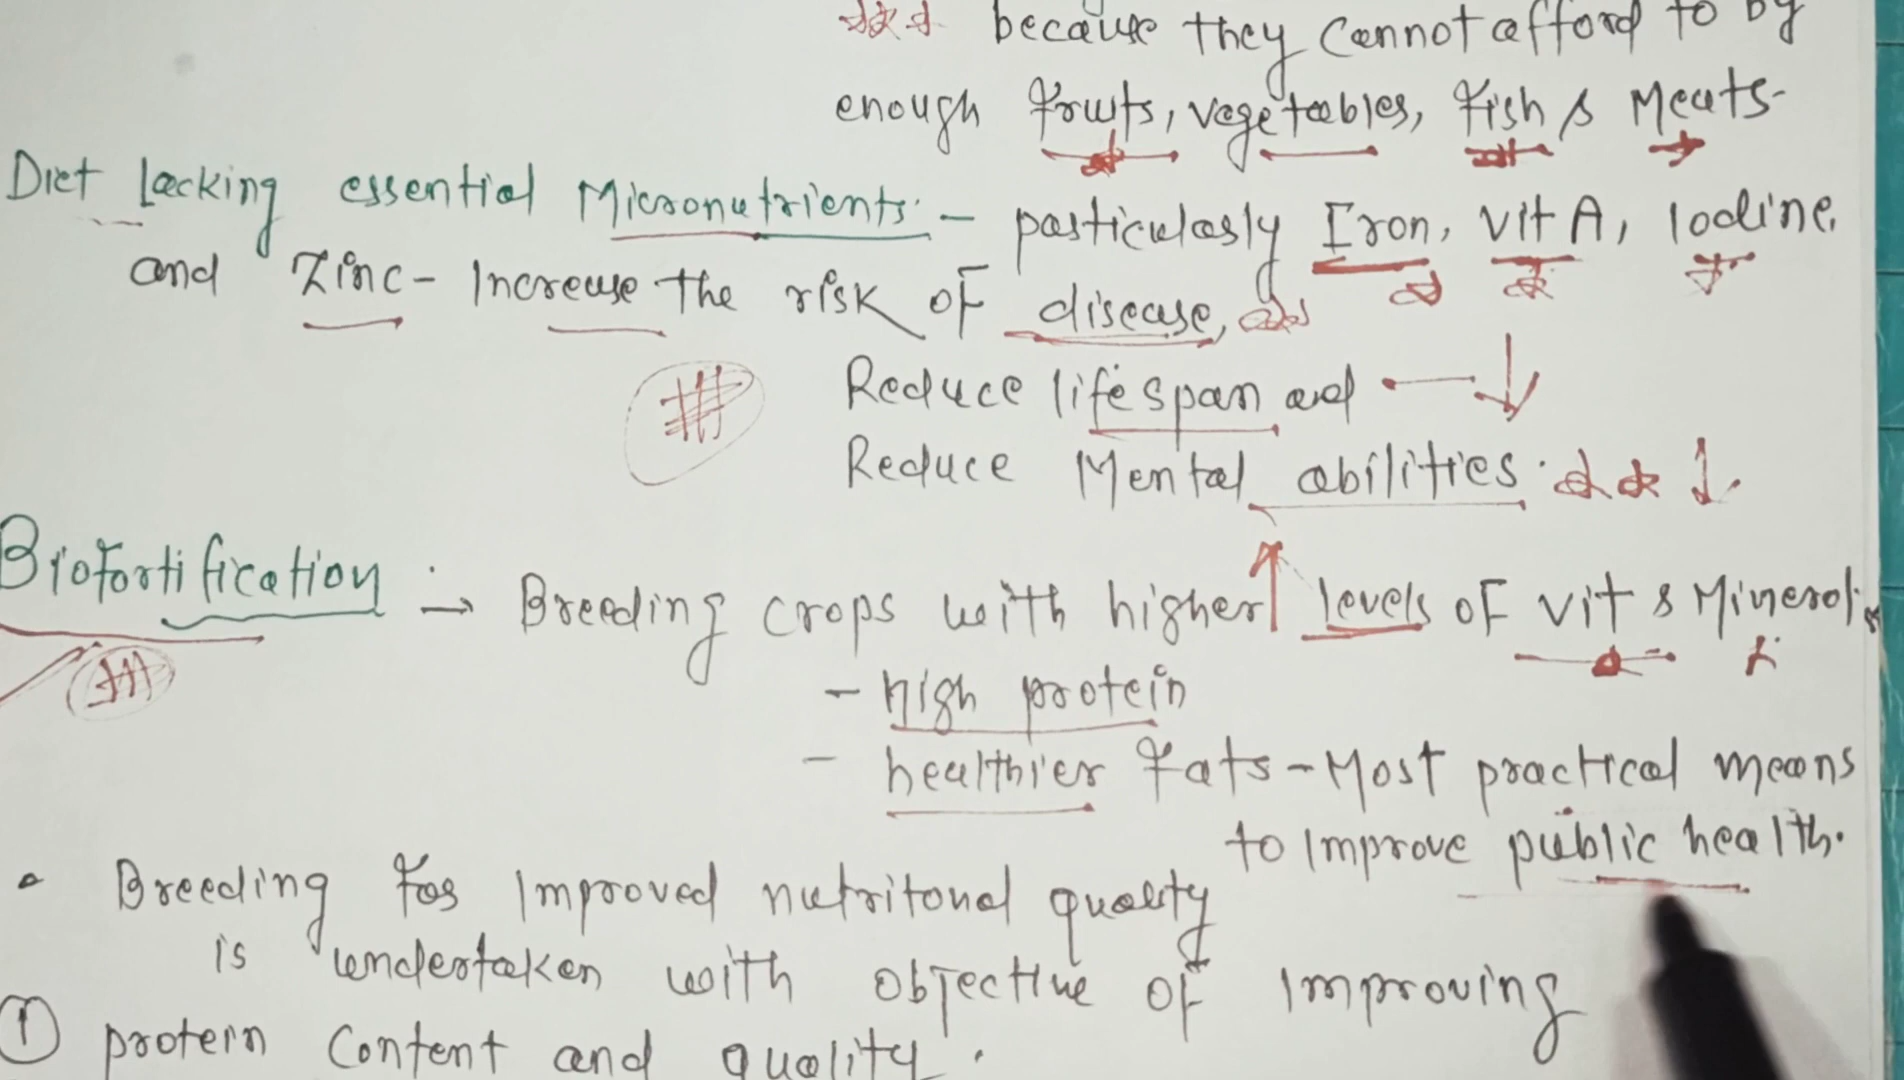 because they cannot afford to by
enough fruits, vegetables, fish & Meats-
Diet lacking essential Micronutrients - particularly Iron, vit A, Iodine,
and Zinc - Increase the risk of disease,
Reduce lifespan and
Reduce Mental abilities.
Biofortification : → Breeding crops with higher levels of vit & Minerals
- high protein
- healthier fats - Most practical means
to Improve public health.
• Breeding for Improved nutritonal quality
is undertaken with objective of Improving
① protein content and quality.